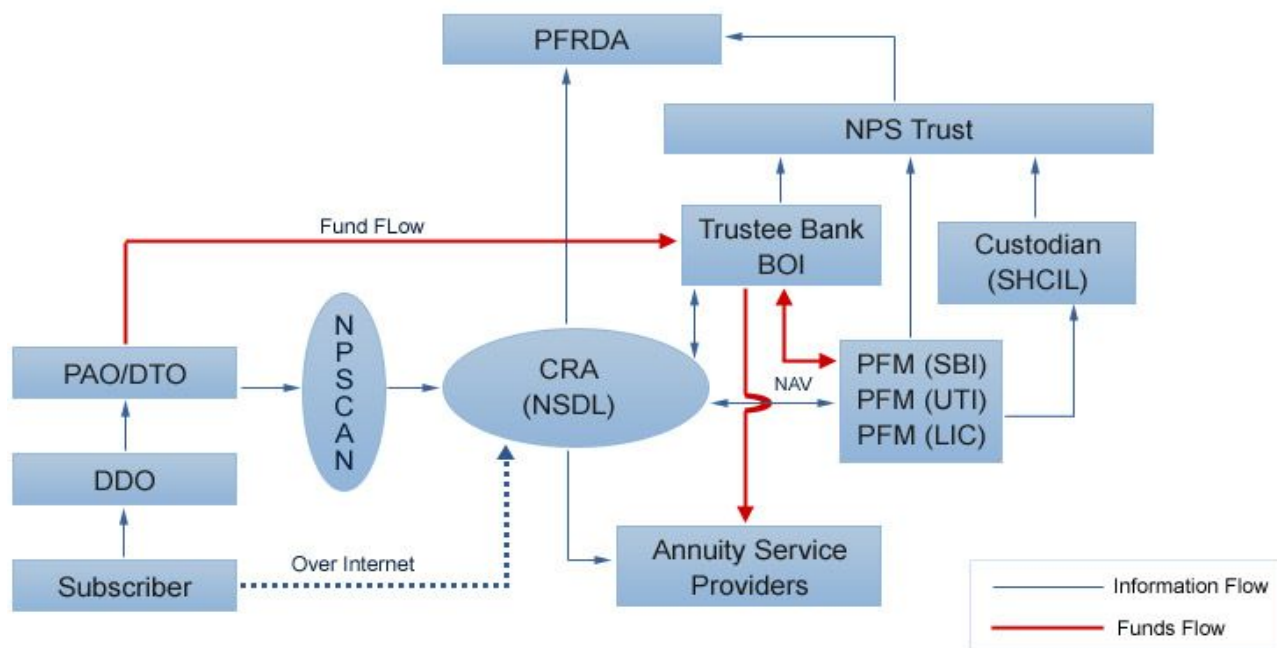 PFRDA
NPS Trust
Fund FLow
Trustee Bank
BOI
Custodian
(SHCIL)
NPSCAN
PAO/DTO
CRA
(NSDL)
NAV
PFM (SBI)
PFM (UTI)
PFM (LIC)
DDO
Over Internet
Subscriber
Annuity Service
Providers
Information Flow
Funds Flow